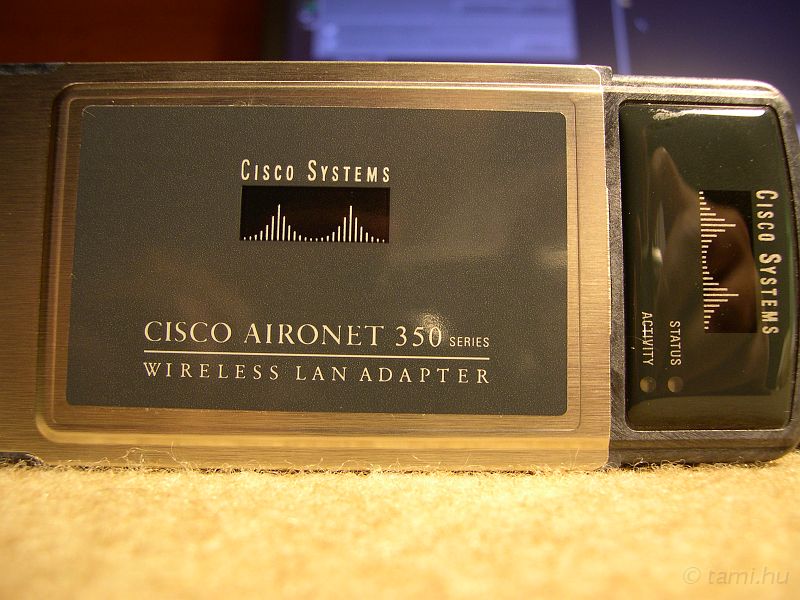 CISCO SYSTEMS
CISCO AIRONET 350 SERIES
WIRELESS LAN ADAPTER
CISCO SYSTEMS
STATUS
ACTIVITY
© tami.hu